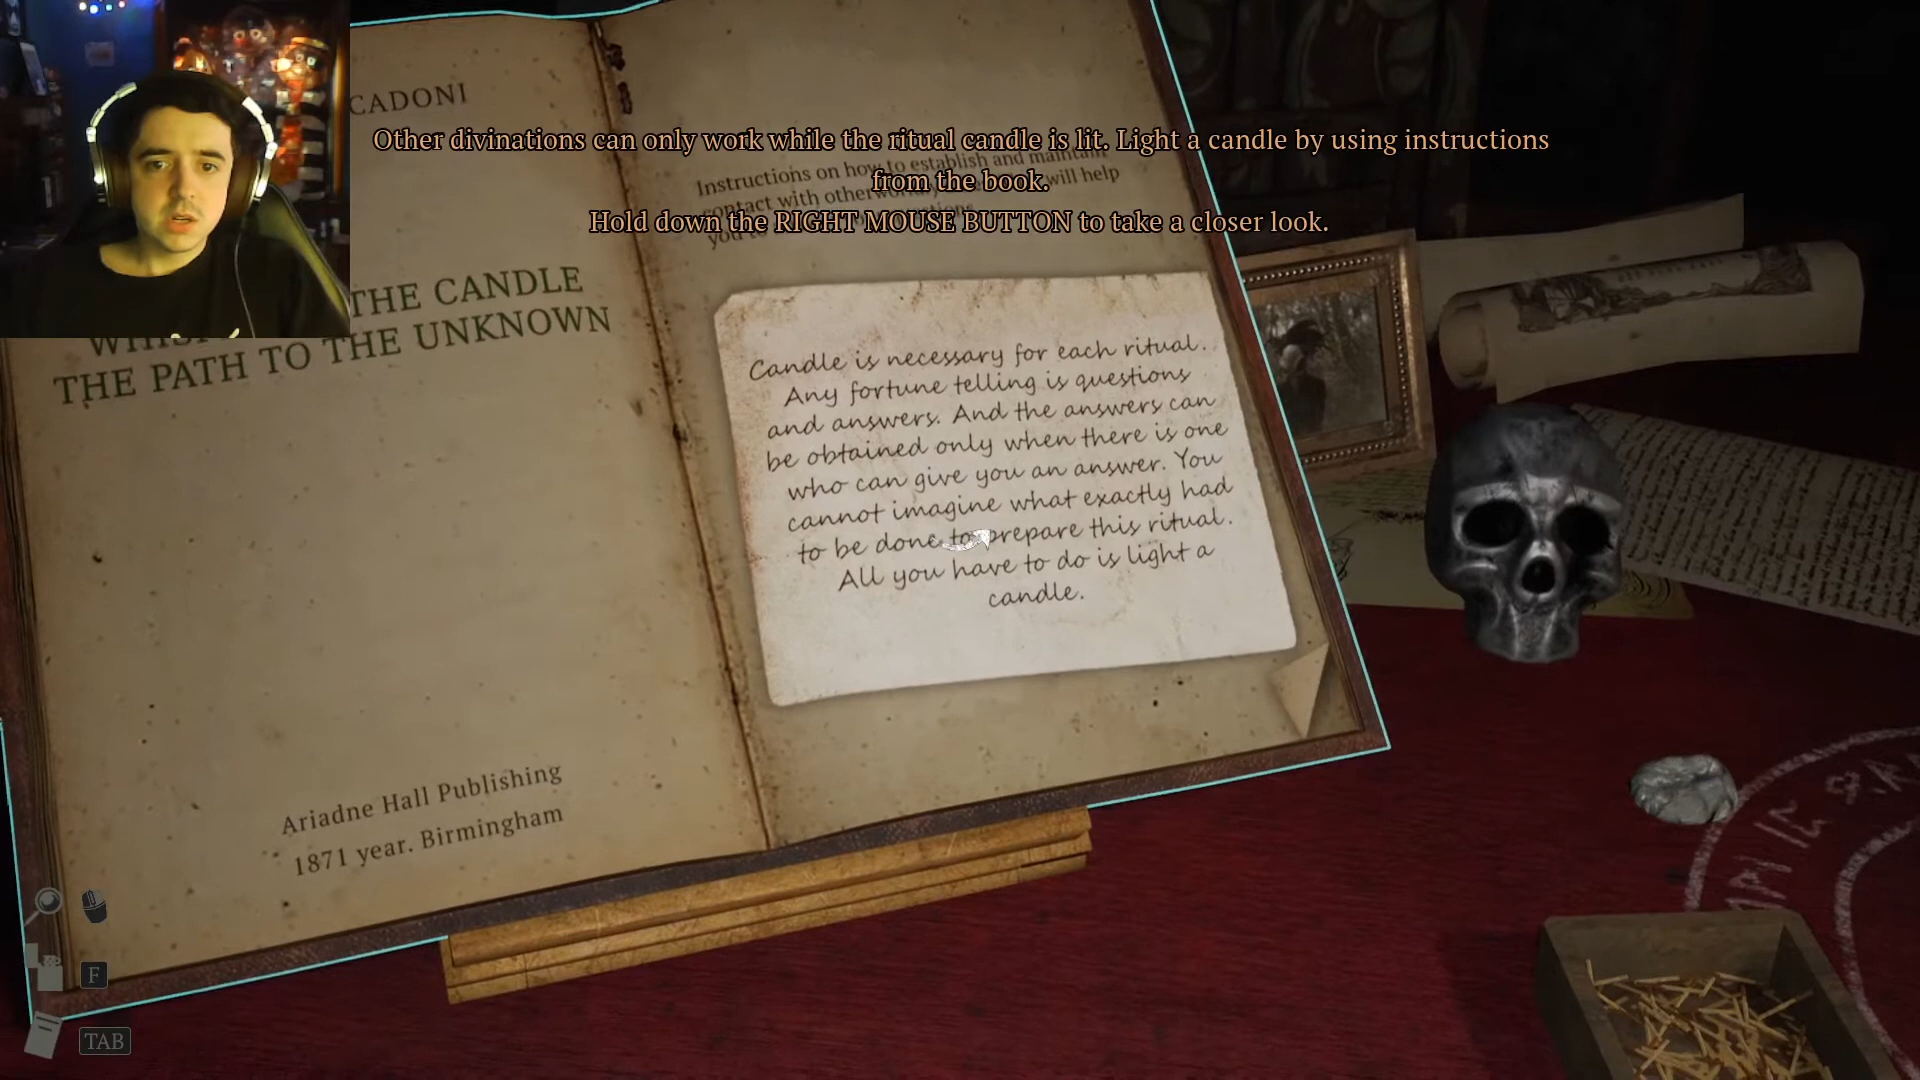 CADONI
Other divinations can only work while the ritual candle is lit. Light a candle by using instructions
from the book.
Hold down the RIGHT MOUSE BUTTON to take a closer look.
THE CANDLE
THE PATH TO THE UNKNOWN
Ariadne Hall Publishing
1871 year. Birmingham
Instructions on how to establish and maintain
contact with will help
you to
Candle is necessary for each ritual.
Any fortune telling is questions
and answers. And the answers can
be obtained only when there is one
who can give you an answer. You
cannot imagine what exactly had
to be done to prepare this ritual.
All you have to do is light a
candle.
F
TAB